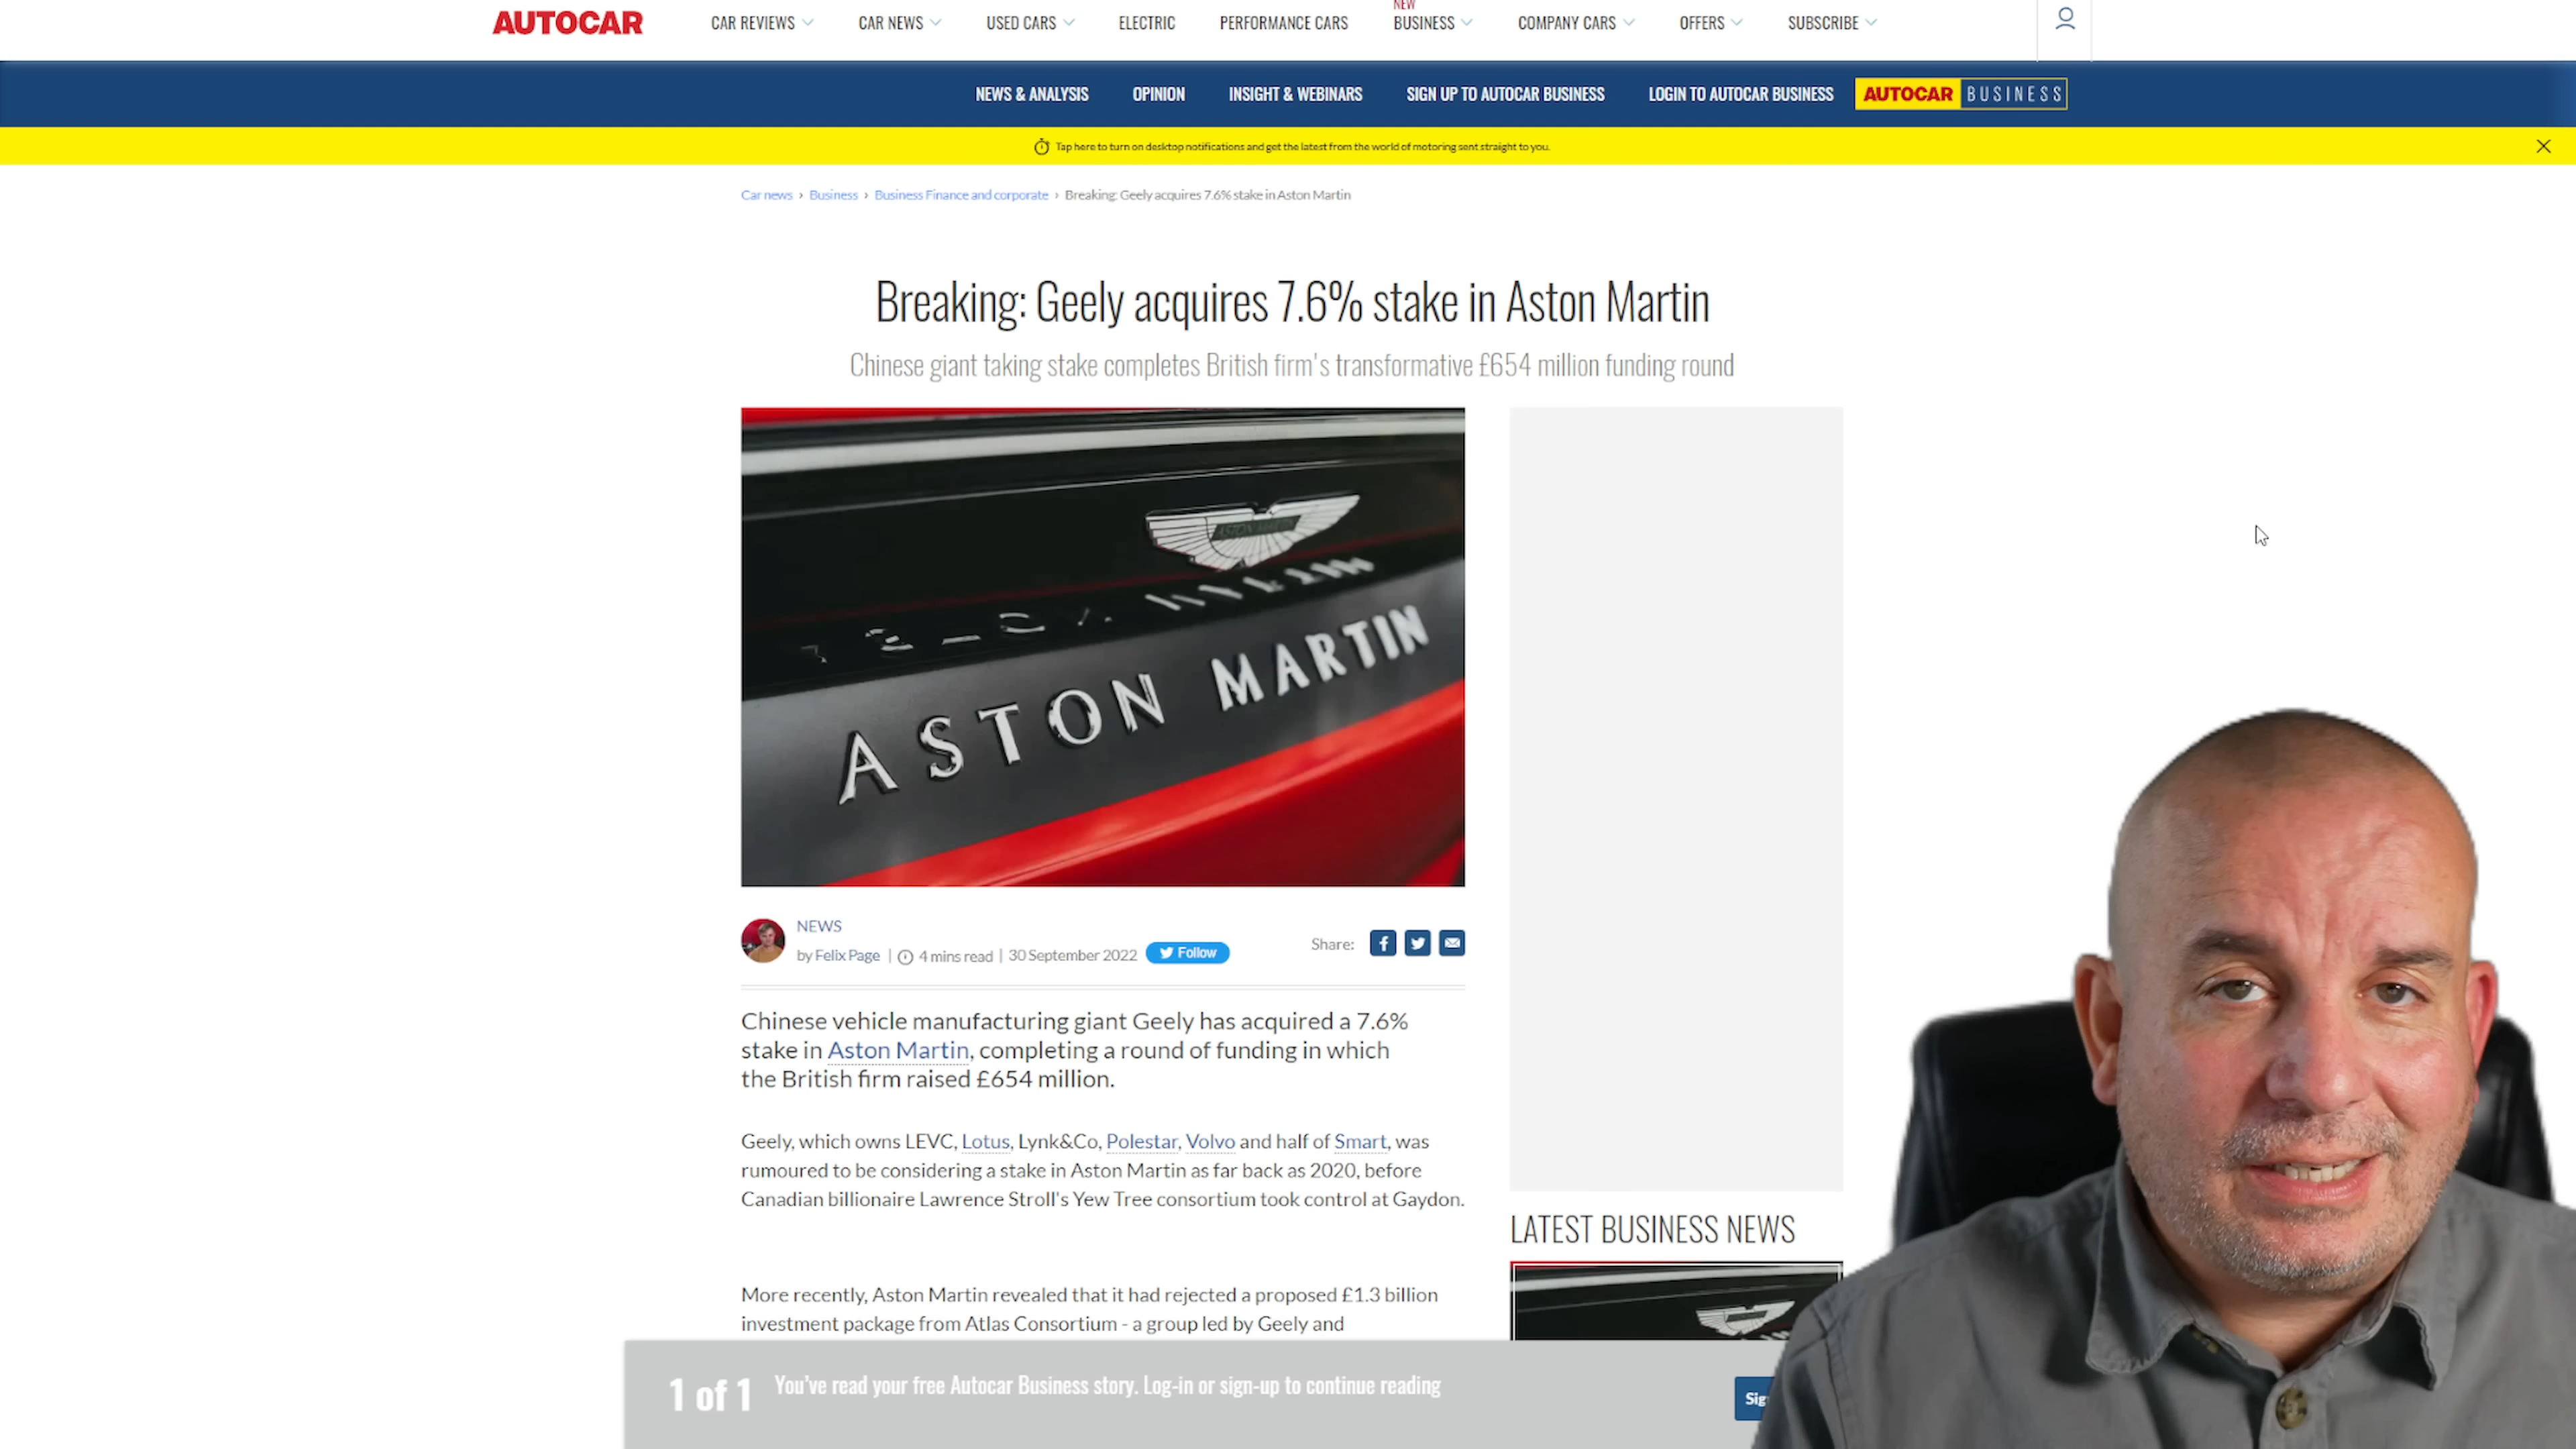 AUTOCAR
CAR REVIEWS
CAR NEWS
USED CARS
ELECTRIC
PERFORMANCE CARS
NEW
BUSINESS
COMPANY CARS
OFFERS
SUBSCRIBE
NEWS & ANALYSIS
OPINION
INSIGHT & WEBINARS
SIGN UP TO AUTOCAR BUSINESS
LOGIN TO AUTOCAR BUSINESS
AUTOCAR BUSINESS
Tap here to turn on desktop notifications and get the latest from the world of motoring sent straight to you.
Car news › Business › Business Finance and corporate › Breaking: Geely acquires 7.6% stake in Aston Martin
Breaking: Geely acquires 7.6% stake in Aston Martin
Chinese giant taking stake completes British firm's transformative £654 million funding round
ASTON MARTIN
ASTON MARTIN
NEWS
by Felix Page | 4 mins read | 30 September 2022
Follow
Share:
Chinese vehicle manufacturing giant Geely has acquired a 7.6%
stake in Aston Martin, completing a round of funding in which
the British firm raised £654 million.
Geely, which owns LEVC, Lotus, Lynk&Co, Polestar, Volvo and half of Smart, was
rumoured to be considering a stake in Aston Martin as far back as 2020, before
Canadian billionaire Lawrence Stroll's Yew Tree consortium took control at Gaydon.
More recently, Aston Martin revealed that it had rejected a proposed £1.3 billion
investment package from Atlas Consortium - a group led by Geely and
LATEST BUSINESS NEWS
1 of 1
You've read your free Autocar Business story. Log-in or sign-up to continue reading